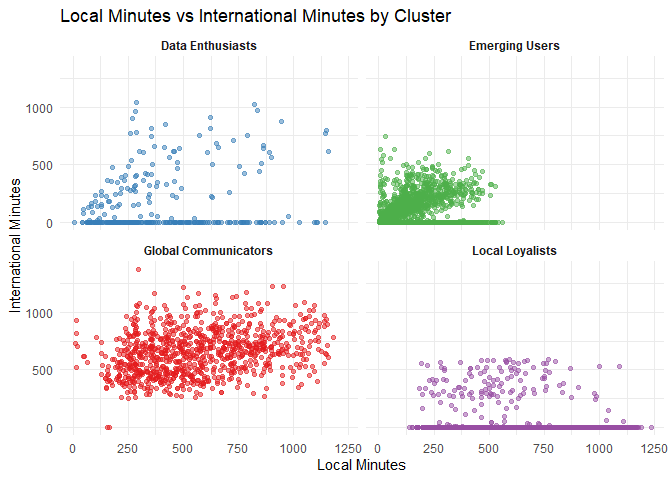 Local Minutes vs International Minutes by Cluster
Data Enthusiasts
Emerging Users
1000
500
0
Global Communicators
Local Loyalists
1000
500
0
0 250 500 750 1000 1250
0 250 500 750 1000 1250
International Minutes
Local Minutes